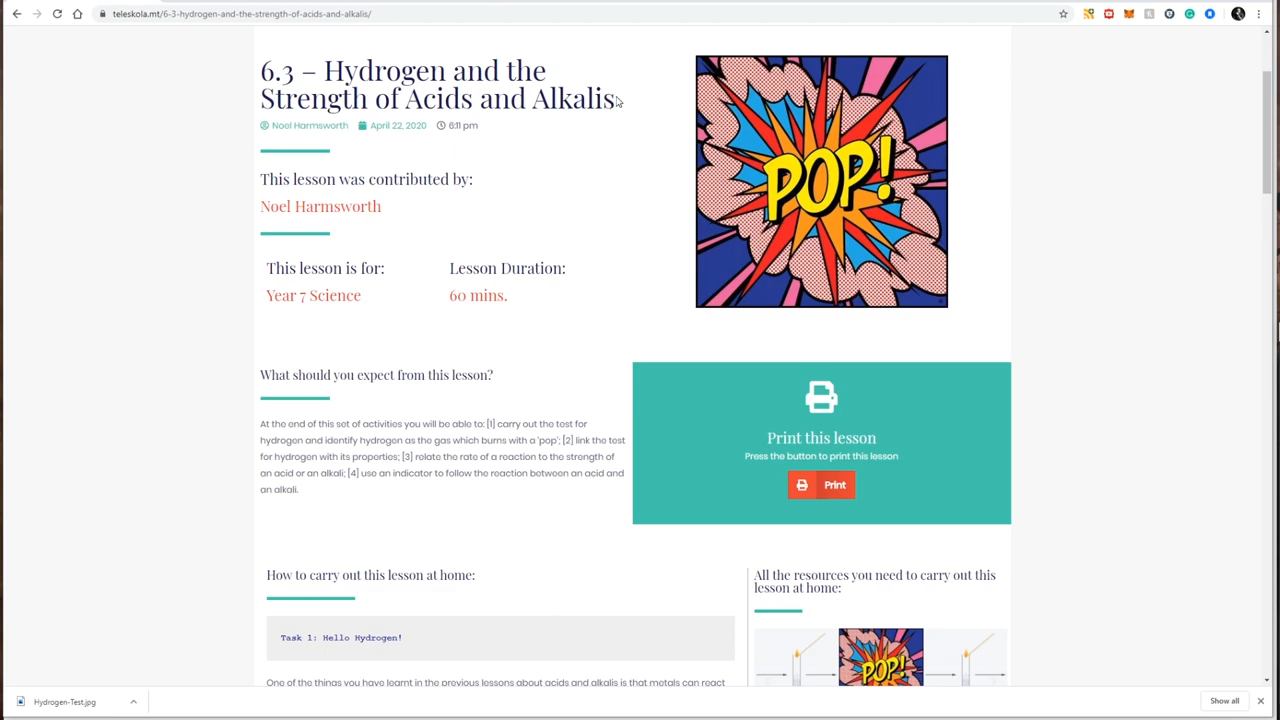 teleskola.mt/6-3-hydrogen-and-the-strength-of-acids-and-alkalis/
6.3 – Hydrogen and the
Strength of Acids and Alkalis
Noel Harmsworth April 22, 2020 6:11 pm
This lesson was contributed by:
Noel Harmsworth
This lesson is for:
Year 7 Science
Lesson Duration:
60 mins.
POP!
What should you expect from this lesson?
At the end of this set of activities you will be able to: [1] carry out the test for
hydrogen and identify hydrogen as the gas which burns with a 'pop'; [2] link the test
for hydrogen with its properties; [3] relate the rate of a reaction to the strength of
an acid or an alkali; [4] use an indicator to follow the reaction between an acid and
an alkali.
Print this lesson
Press the button to print this lesson
Print
How to carry out this lesson at home:
Task 1: Hello Hydrogen!
One of the things you have learnt in the previous lessons about acids and alkalis is that metals can react
All the resources you need to carry out this
lesson at home:
POP!
Hydrogen-Test.jpg
Show all